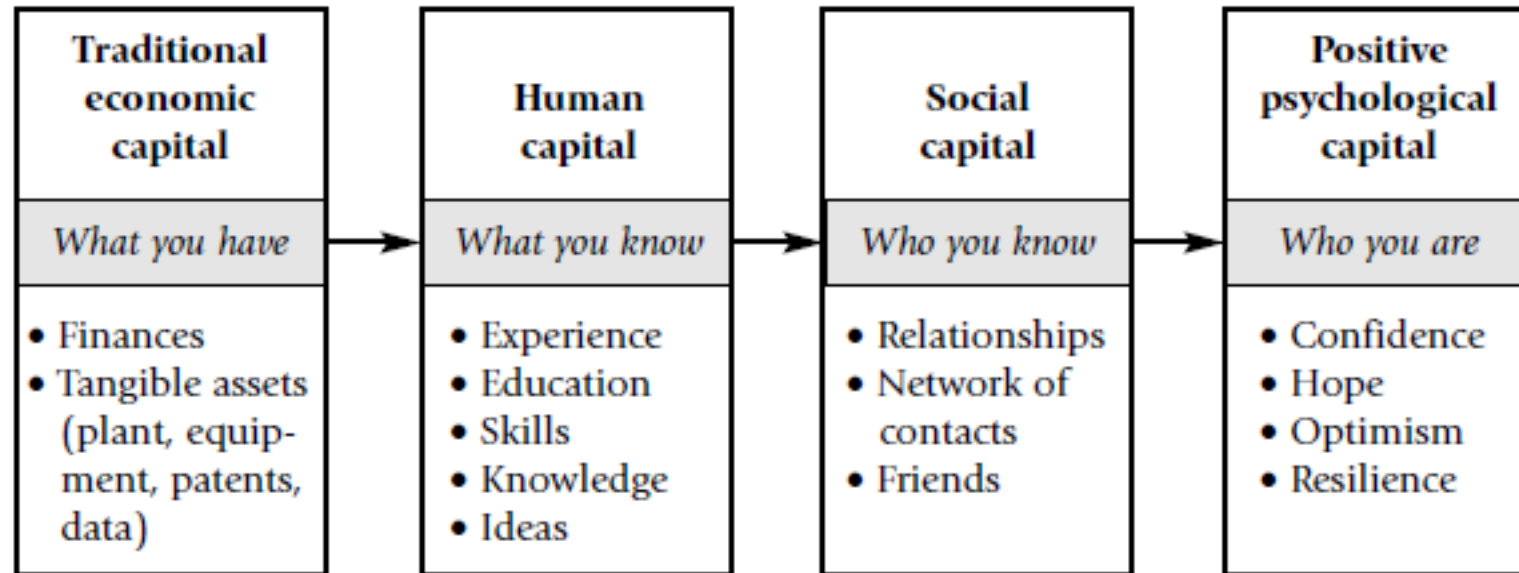 Traditional
economic
capital
What you have
• Finances
• Tangible assets
(plant, equip-
ment, patents,
data)
Human
capital
What you know
• Experience
• Education
• Skills
• Knowledge
• Ideas
Social
capital
Who you know
• Relationships
• Network of
contacts
• Friends
Positive
psychological
capital
Who you are
• Confidence
• Hope
• Optimism
• Resilience